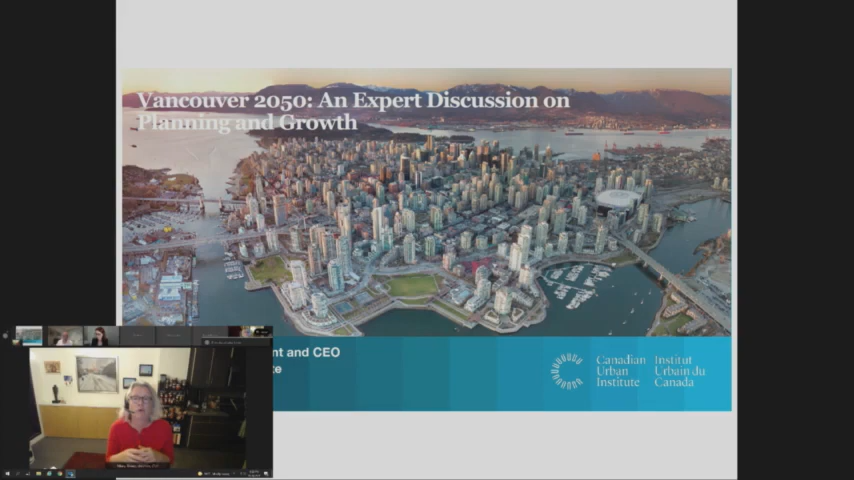 Vancouver 2050: An Expert Discussion on
Planning and Growth
nt and CEO
te
Canadian Institut
Urban Urbain du
Institute Canada